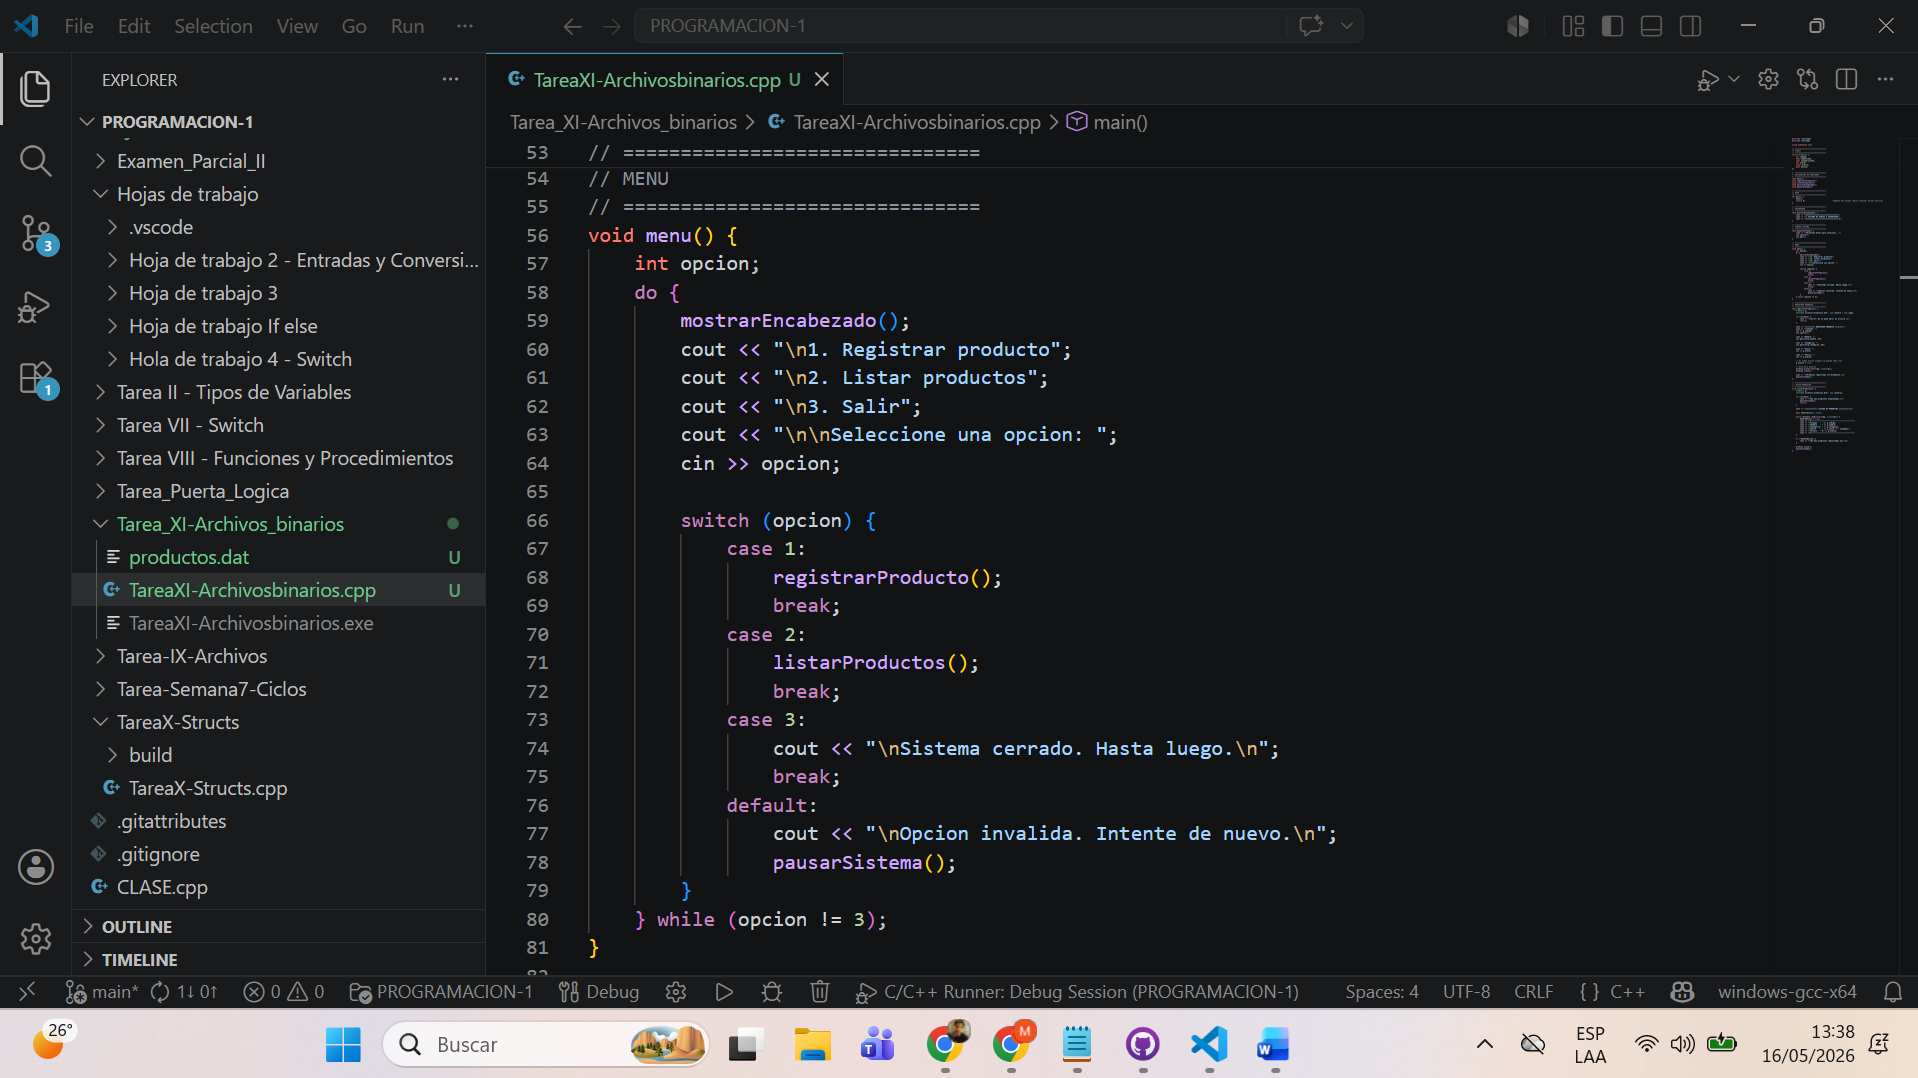 File Edit Selection View Go Run ··· PROGRAMACION-1
EXPLORER
PROGRAMACION-1
Examen_Parcial_II
Hojas de trabajo
.vscode
Hoja de trabajo 2 - Entradas y Conversi...
Hoja de trabajo 3
Hoja de trabajo If else
Hola de trabajo 4 - Switch
Tarea II - Tipos de Variables
Tarea VII - Switch
Tarea VIII - Funciones y Procedimientos
Tarea_Puerta_Logica
Tarea_XI-Archivos_binarios
productos.dat U
TareaXI-Archivosbinarios.cpp U
TareaXI-Archivosbinarios.exe
Tarea-IX-Archivos
Tarea-Semana7-Ciclos
TareaX-Structs
build
TareaX-Structs.cpp
.gitattributes
.gitignore
CLASE.cpp
OUTLINE
TIMELINE
3
1
TareaXI-Archivosbinarios.cpp U
Tarea_XI-Archivos_binarios > TareaXI-Archivosbinarios.cpp > main()
53 // ===============================
54 // MENU
55 // ===============================
56 void menu() {
57 int opcion;
58 do {
59 mostrarEncabezado();
60 cout << "\n1. Registrar producto";
61 cout << "\n2. Listar productos";
62 cout << "\n3. Salir";
63 cout << "\n\nSeleccione una opcion: ";
64 cin >> opcion;
65
66 switch (opcion) {
67 case 1:
68 registrarProducto();
69 break;
70 case 2:
71 listarProductos();
72 break;
73 case 3:
74 cout << "\nSistema cerrado. Hasta luego.\n";
75 break;
76 default:
77 cout << "\nOpcion invalida. Intente de nuevo.\n";
78 pausarSistema();
79 }
80 } while (opcion != 3);
81 }
main* 1↓ 0↑ 0 0 PROGRAMACION-1 Debug C/C++ Runner: Debug Session (PROGRAMACION-1) Spaces: 4 UTF-8 CRLF {} C++ windows-gcc-x64
26° Buscar M T W ESP LAA 13:38 16/05/2026